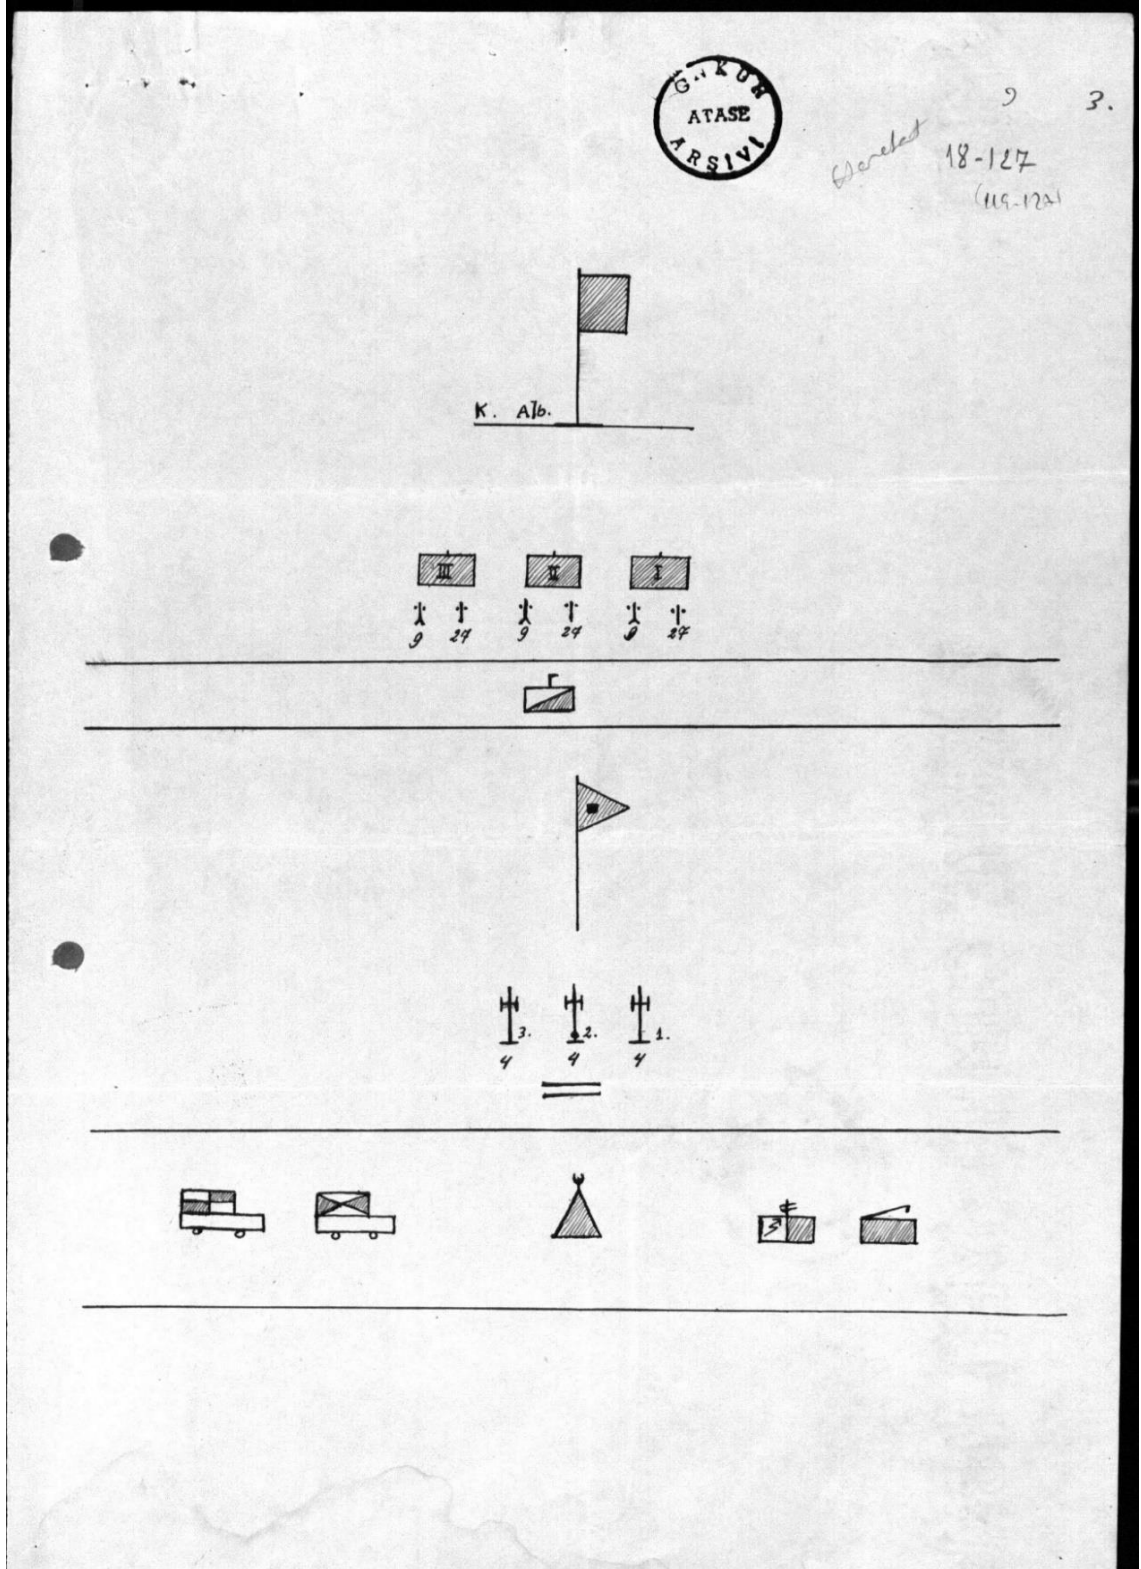 GN.KUR
ATASE
ARŞİVİ
3.
18-127
K. Alb.
III II I
9 27 9 27 9 27
3. 2. 1.
4 4 4